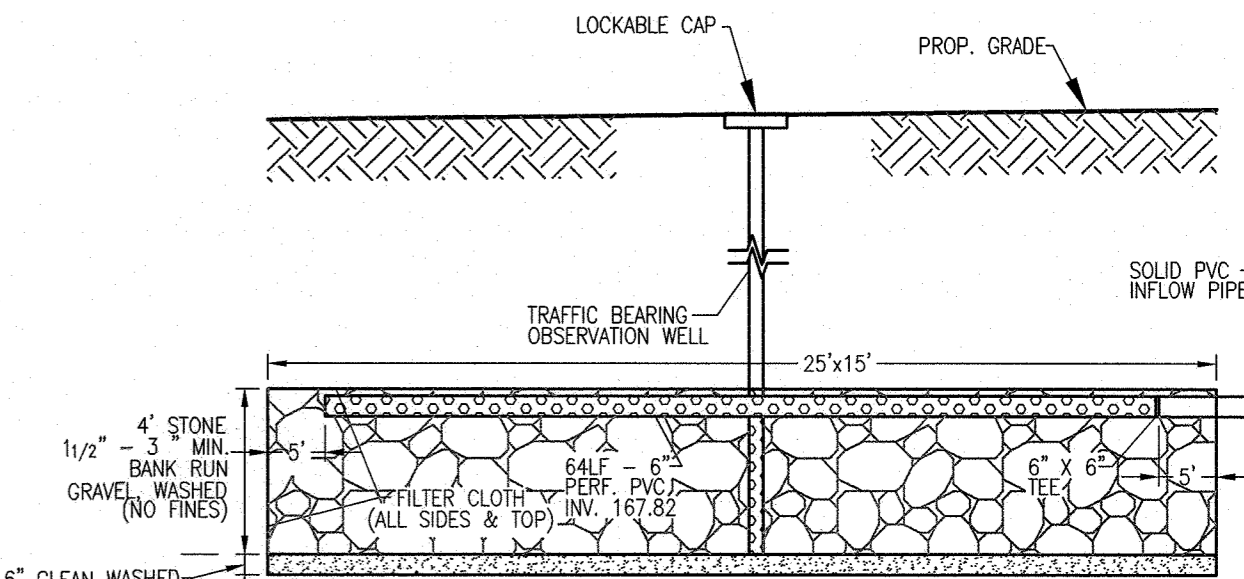 LOCKABLE CAP
PROP. GRADE
SOLID PVC
INFLOW PIPE
TRAFFIC BEARING
OBSERVATION WELL
25'x15'
4' STONE
1 1/2" - 3 " MIN.
BANK RUN
GRAVEL, WASHED
(NO FINES)
5'
64LF - 6"
PERF. PVC
INV. 167.82
6" X 6"
TEE
5'
FILTER CLOTH
(ALL SIDES & TOP)
6" CLEAN WASHED